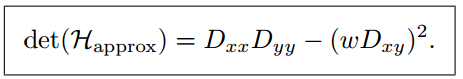 det(ℋ_approx) = D_xx D_yy − (wD_xy)².